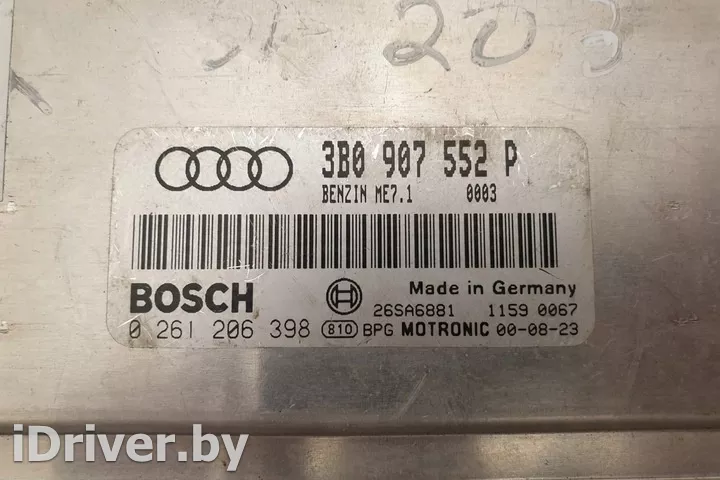 203
3B0 907 552 P
BENZIN ME7.1 0003
BOSCH
Made in Germany
26SA6881 1159 0067
0 261 206 398 810 BPG MOTRONIC 00-08-23
iDriver.by